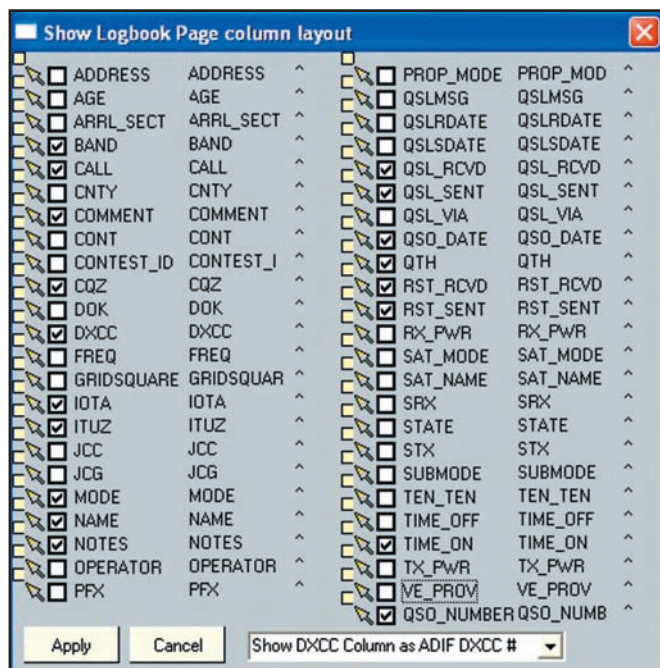 Show Logbook Page column layout
ADDRESS ADDRESS ^
AGE AGE ^
ARRL_SECT ARRL_SECT ^
BAND BAND ^
CALL CALL ^
CNTY CNTY ^
COMMENT COMMENT ^
CONT CONT ^
CONTEST_ID CONTEST_I ^
CQZ CQZ ^
DOK DOK ^
DXCC DXCC ^
FREQ FREQ ^
GRIDSQUARE GRIDSQUAR ^
IOTA IOTA ^
ITUZ ITUZ ^
JCC JCC ^
JCG JCG ^
MODE MODE ^
NAME NAME ^
NOTES NOTES ^
OPERATOR OPERATOR ^
PFX PFX ^
PROP_MODE PROP_MOD ^
QSLMSG QSLMSG ^
QSLRDATE QSLRDATE ^
QSLSDATE QSLSDATE ^
QSL_RCVD QSL_RCVD ^
QSL_SENT QSL_SENT ^
QSL_VIA QSL_VIA ^
QSO_DATE QSO_DATE ^
QTH QTH ^
RST_RCVD RST_RCVD ^
RST_SENT RST_SENT ^
RX_PWR RX_PWR ^
SAT_MODE SAT_MODE ^
SAT_NAME SAT_NAME ^
SRX SRX ^
STATE STATE ^
STX STX ^
SUBMODE SUBMODE ^
TEN_TEN TEN_TEN ^
TIME_OFF TIME_OFF ^
TIME_ON TIME_ON ^
TX_PWR TX_PWR ^
VE_PROV VE_PROV ^
QSO_NUMBER QSO_NUMB ^
Apply Cancel Show DXCC Column as ADIF DXCC #